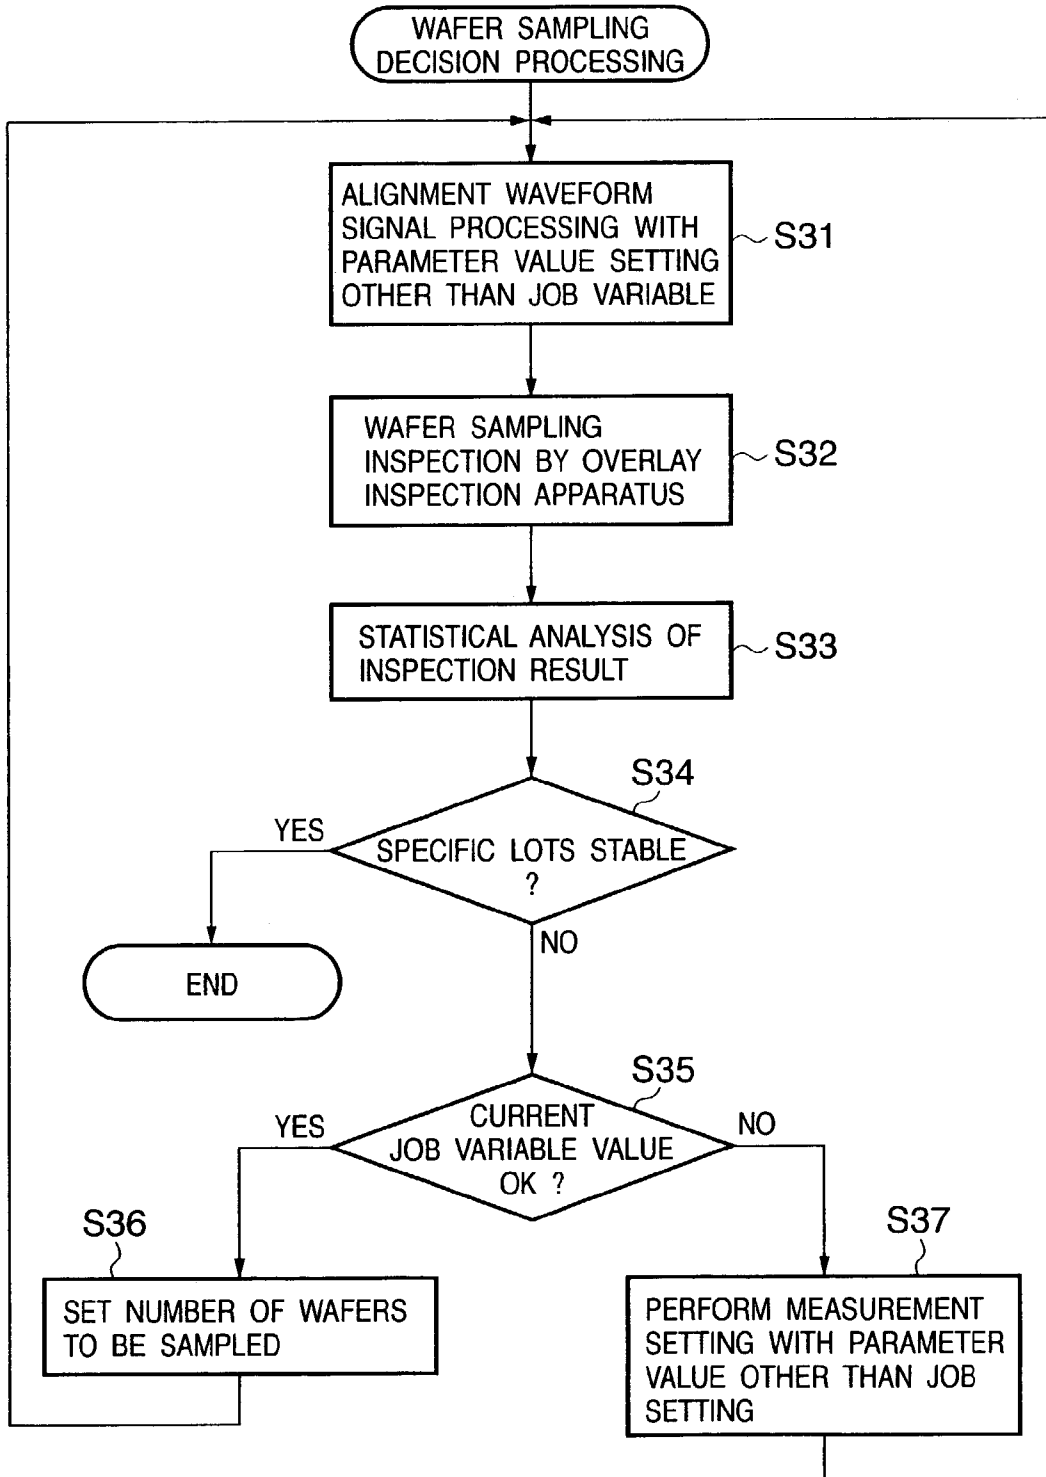 WAFER SAMPLING
DECISION PROCESSING
ALIGNMENT WAVEFORM
SIGNAL PROCESSING WITH
PARAMETER VALUE SETTING
OTHER THAN JOB VARIABLE
S31
WAFER SAMPLING
INSPECTION BY OVERLAY
INSPECTION APPARATUS
S32
STATISTICAL ANALYSIS OF
INSPECTION RESULT
S33
S34
YES
SPECIFIC LOTS STABLE
?
NO
END
S35
YES
CURRENT
JOB VARIABLE VALUE
OK ?
NO
S36
SET NUMBER OF WAFERS
TO BE SAMPLED
S37
PERFORM MEASUREMENT
SETTING WITH PARAMETER
VALUE OTHER THAN JOB
SETTING